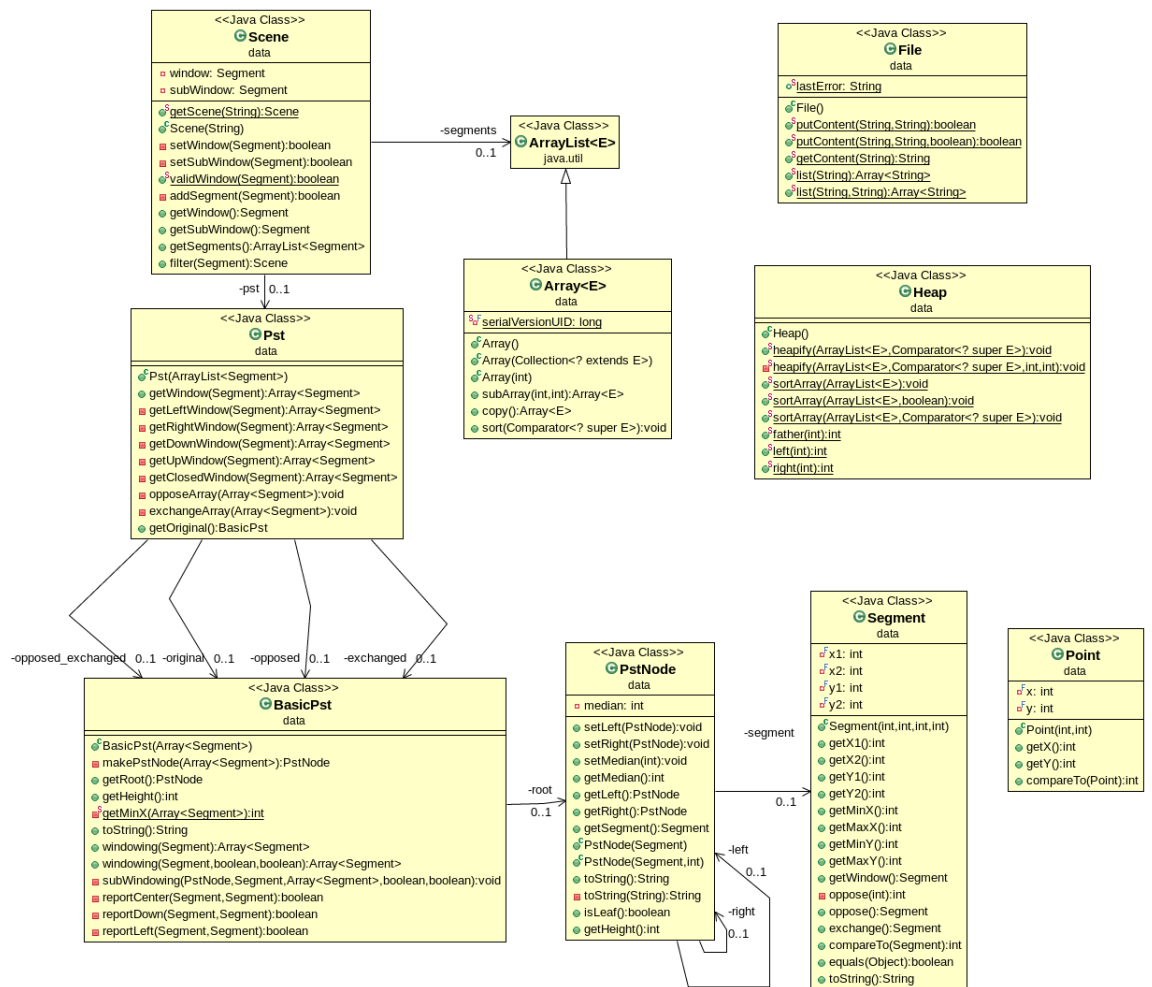 <<Java Class>>
Scene
data
window: Segment
subWindow: Segment
getScene(String):Scene
Scene(String)
setWindow(Segment):boolean
setSubWindow(Segment):boolean
validWindow(Segment):boolean
addSegment(Segment):boolean
getWindow():Segment
getSubWindow():Segment
getSegments():ArrayList<Segment>
filter(Segment):Scene
-segments
0..1
<<Java Class>>
ArrayList<E>
java.util
<<Java Class>>
File
data
lastError: String
File()
putContent(String,String):boolean
putContent(String,String,boolean):boolean
getContent(String):String
list(String):Array<String>
list(String,String):Array<String>
-pst 0..1
<<Java Class>>
Pst
data
Pst(ArrayList<Segment>)
getWindow(Segment):Array<Segment>
getLeftWindow(Segment):Array<Segment>
getRightWindow(Segment):Array<Segment>
getDownWindow(Segment):Array<Segment>
getUpWindow(Segment):Array<Segment>
getClosedWindow(Segment):Array<Segment>
opposeArray(Array<Segment>):void
exchangeArray(Array<Segment>):void
getOriginal():BasicPst
<<Java Class>>
Array<E>
data
serialVersionUID: long
Array()
Array(Collection<? extends E>)
Array(int)
subArray(int,int):Array<E>
copy():Array<E>
sort(Comparator<? super E>):void
<<Java Class>>
Heap
data
Heap()
heapify(ArrayList<E>,Comparator<? super E>):void
heapify(ArrayList<E>,Comparator<? super E>,int,int):void
sortArray(ArrayList<E>):void
sortArray(ArrayList<E>,boolean):void
sortArray(ArrayList<E>,Comparator<? super E>):void
father(int):int
left(int):int
right(int):int
-opposed_exchanged 0..1 -original 0..1 -opposed 0..1 -exchanged 0..1
<<Java Class>>
BasicPst
data
BasicPst(Array<Segment>)
makePstNode(Array<Segment>):PstNode
getRoot():PstNode
getHeight():int
getMinX(Array<Segment>):int
toString():String
windowing(Segment):Array<Segment>
windowing(Segment,boolean,boolean):Array<Segment>
subWindowing(PstNode,Segment,Array<Segment>,boolean,boolean):void
reportCenter(Segment,Segment):boolean
reportDown(Segment,Segment):boolean
reportLeft(Segment,Segment):boolean
-root
0..1
<<Java Class>>
PstNode
data
median: int
setLeft(PstNode):void
setRight(PstNode):void
setMedian(int):void
getMedian():int
getLeft():PstNode
getRight():PstNode
getSegment():Segment
PstNode(Segment)
PstNode(Segment,int)
toString():String
toString(String):String
isLeaf():boolean
getHeight():int
-segment
0..1
-left
0..1
-right
0..1
<<Java Class>>
Segment
data
x1: int
x2: int
y1: int
y2: int
Segment(int,int,int,int)
getX1():int
getX2():int
getY1():int
getY2():int
getMinX():int
getMaxX():int
getMinY():int
getMaxY():int
getWindow():Segment
oppose(int):int
oppose():Segment
exchange():Segment
compareTo(Segment):int
equals(Object):boolean
toString():String
<<Java Class>>
Point
data
x: int
y: int
Point(int,int)
getX():int
getY():int
compareTo(Point):int